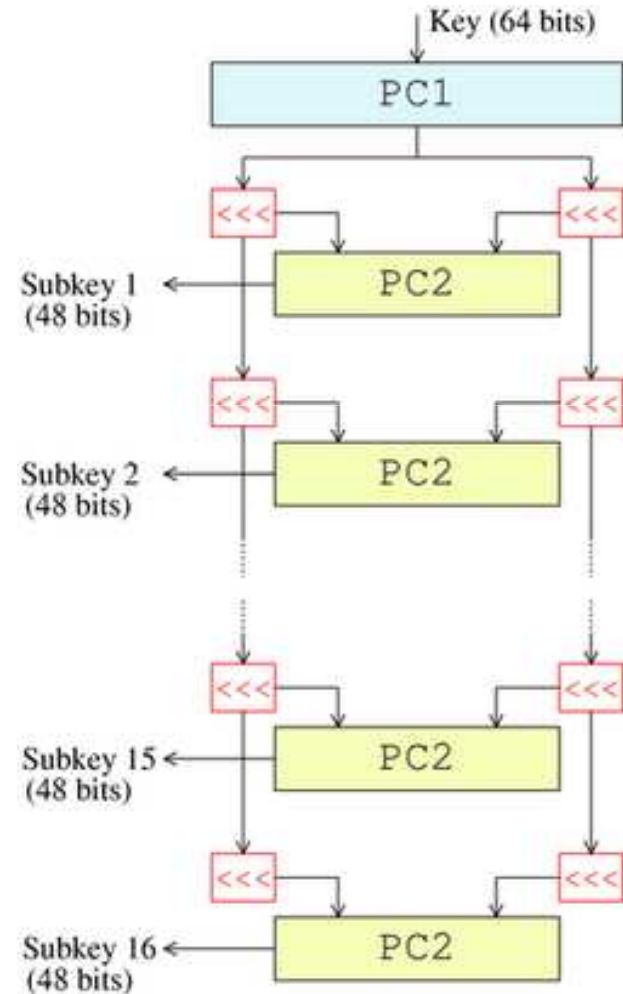 Key (64 bits)
PC1
<<< <<<
PC2
Subkey 1
(48 bits)
<<< <<<
PC2
Subkey 2
(48 bits)
<<< <<<
PC2
Subkey 15
(48 bits)
<<< <<<
PC2
Subkey 16
(48 bits)